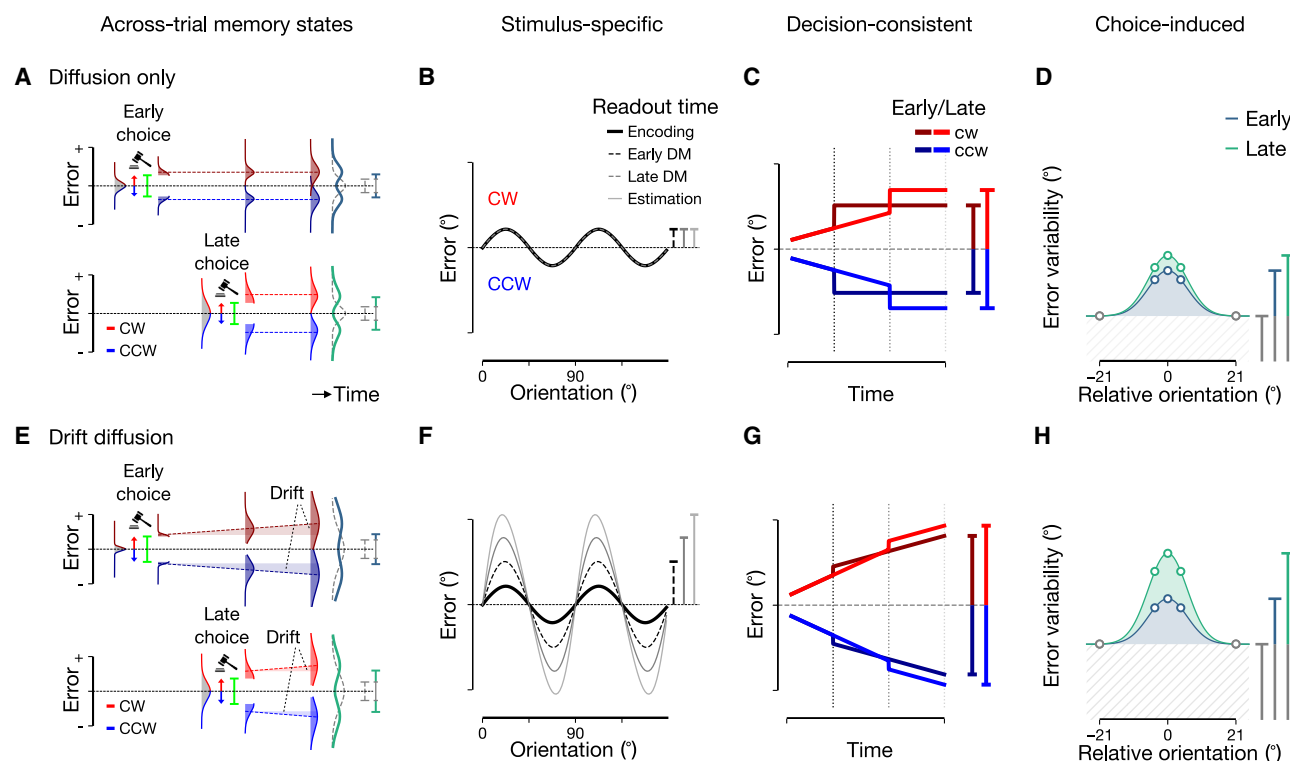 Across-trial memory states
Stimulus-specific
Decision-consistent
Choice-induced
A Diffusion only
Early
choice
Error
+
-
Late
choice
Error
+
-
CW
CCW
→Time
B
Readout time
Encoding
Early DM
Late DM
Estimation
Error (°)
CW
CCW
0
90
Orientation (°)
C
Early/Late
CW
CCW
Error (°)
Time
D
Early
Late
Error variability (°)
−21
0
21
Relative orientation (°)
E Drift diffusion
Early
choice
Drift
Error
+
-
Late
choice
Drift
Error
+
-
CW
CCW
F
Error (°)
0
90
Orientation (°)
G
Error (°)
Time
H
Error variability (°)
−21
0
21
Relative orientation (°)